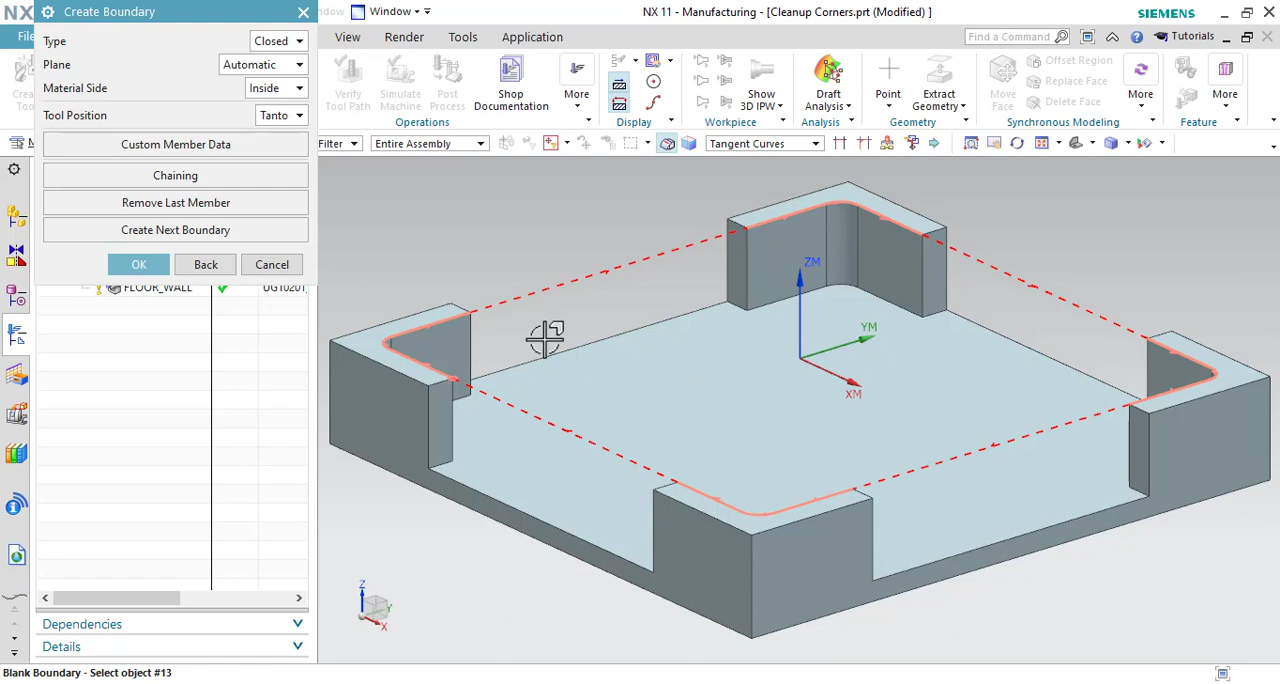 NX
Create Boundary
ndow
Window
NX 11 - Manufacturing - [Cleanup Corners.prt (Modified) ]
SIEMENS
File
View
Render
Tools
Application
Find a Command
Tutorials
Type
Closed
Plane
Automatic
Material Side
Inside
Tool Position
Tanto
Custom Member Data
Chaining
Remove Last Member
Create Next Boundary
OK
Back
Cancel
Verify Tool Path
Simulate Machine
Post Process
Shop Documentation
More
Operations
Display
Show 3D IPW
Workpiece
Draft Analysis
Analysis
Point
Extract Geometry
Geometry
Move Face
Offset Region
Replace Face
Delete Face
More
Synchronous Modeling
More
Feature
Filter
Entire Assembly
Tangent Curves
FLOOR_WALL
UG10201
ZM
YM
XM
Z
Y
X
Dependencies
Details
Blank Boundary - Select object #13